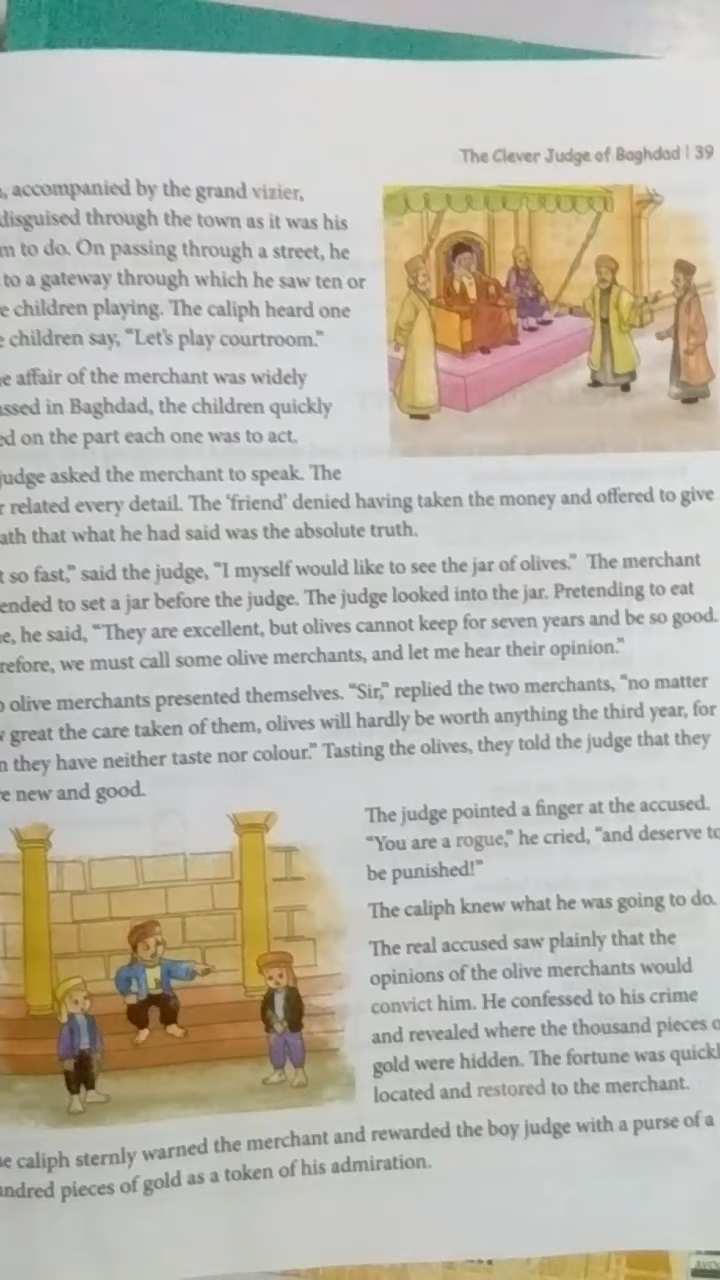 The Clever Judge of Baghdad | 39
, accompanied by the grand vizier,
disguised through the town as it was his
m to do. On passing through a street, he
to a gateway through which he saw ten or
e children playing. The caliph heard one
e children say, “Let’s play courtroom.”
e affair of the merchant was widely
ussed in Baghdad, the children quickly
ed on the part each one was to act.
judge asked the merchant to speak. The
r related every detail. The ‘friend’ denied having taken the money and offered to give
ath that what he had said was the absolute truth.
t so fast,” said the judge, “I myself would like to see the jar of olives.” The merchant
ended to set a jar before the judge. The judge looked into the jar. Pretending to eat
e, he said, “They are excellent, but olives cannot keep for seven years and be so good.
refore, we must call some olive merchants, and let me hear their opinion.”
o olive merchants presented themselves. “Sir,” replied the two merchants, “no matter
w great the care taken of them, olives will hardly be worth anything the third year, for
n they have neither taste nor colour.” Tasting the olives, they told the judge that they
e new and good.
The judge pointed a finger at the accused.
“You are a rogue,” he cried, “and deserve to
be punished!”
The caliph knew what he was going to do.
The real accused saw plainly that the
opinions of the olive merchants would
convict him. He confessed to his crime
and revealed where the thousand pieces o
gold were hidden. The fortune was quickl
located and restored to the merchant.
e caliph sternly warned the merchant and rewarded the boy judge with a purse of a
undred pieces of gold as a token of his admiration.